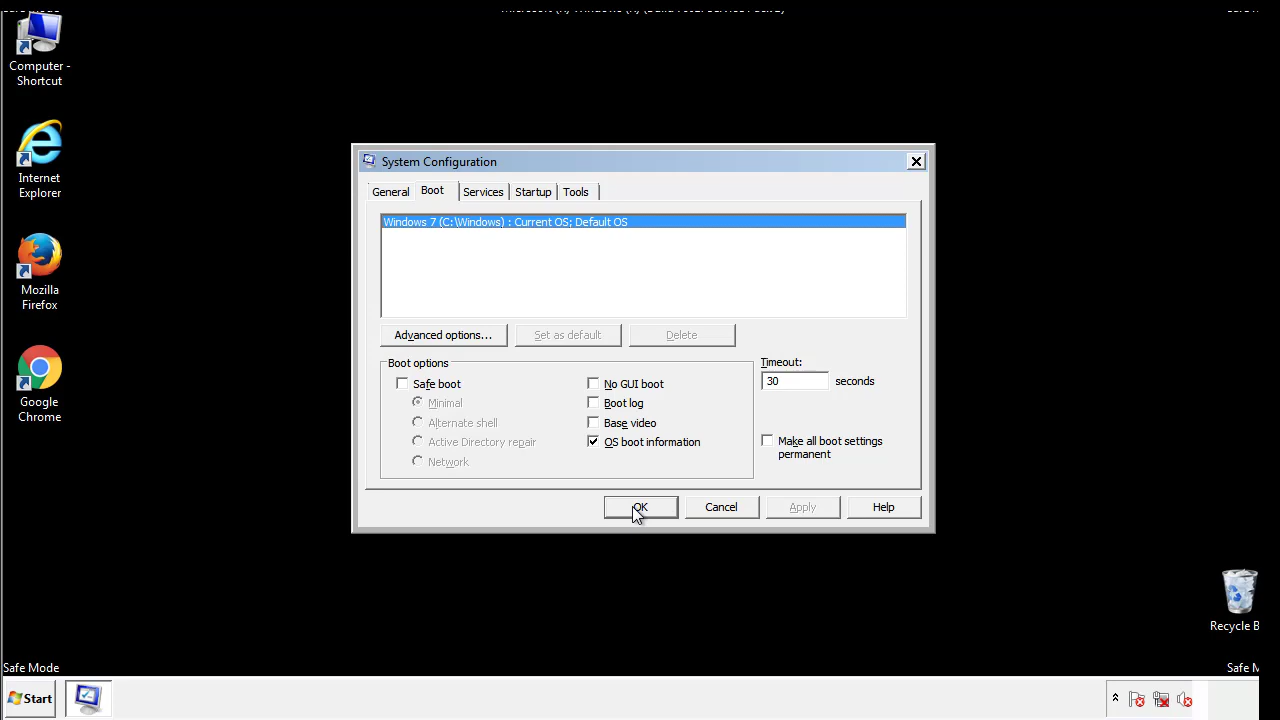 Computer -
Shortcut
Internet
Explorer
Mozilla
Firefox
Google
Chrome
System Configuration
General
Boot
Services
Startup
Tools
Windows 7 (C:\Windows) : Current OS; Default OS
Advanced options...
Set as default
Delete
Boot options
Safe boot
Minimal
Alternate shell
Active Directory repair
Network
No GUI boot
Boot log
Base video
OS boot information
Timeout:
30
seconds
Make all boot settings
permanent
OK
Cancel
Apply
Help
Recycle B
Safe Mode
Safe M
Start